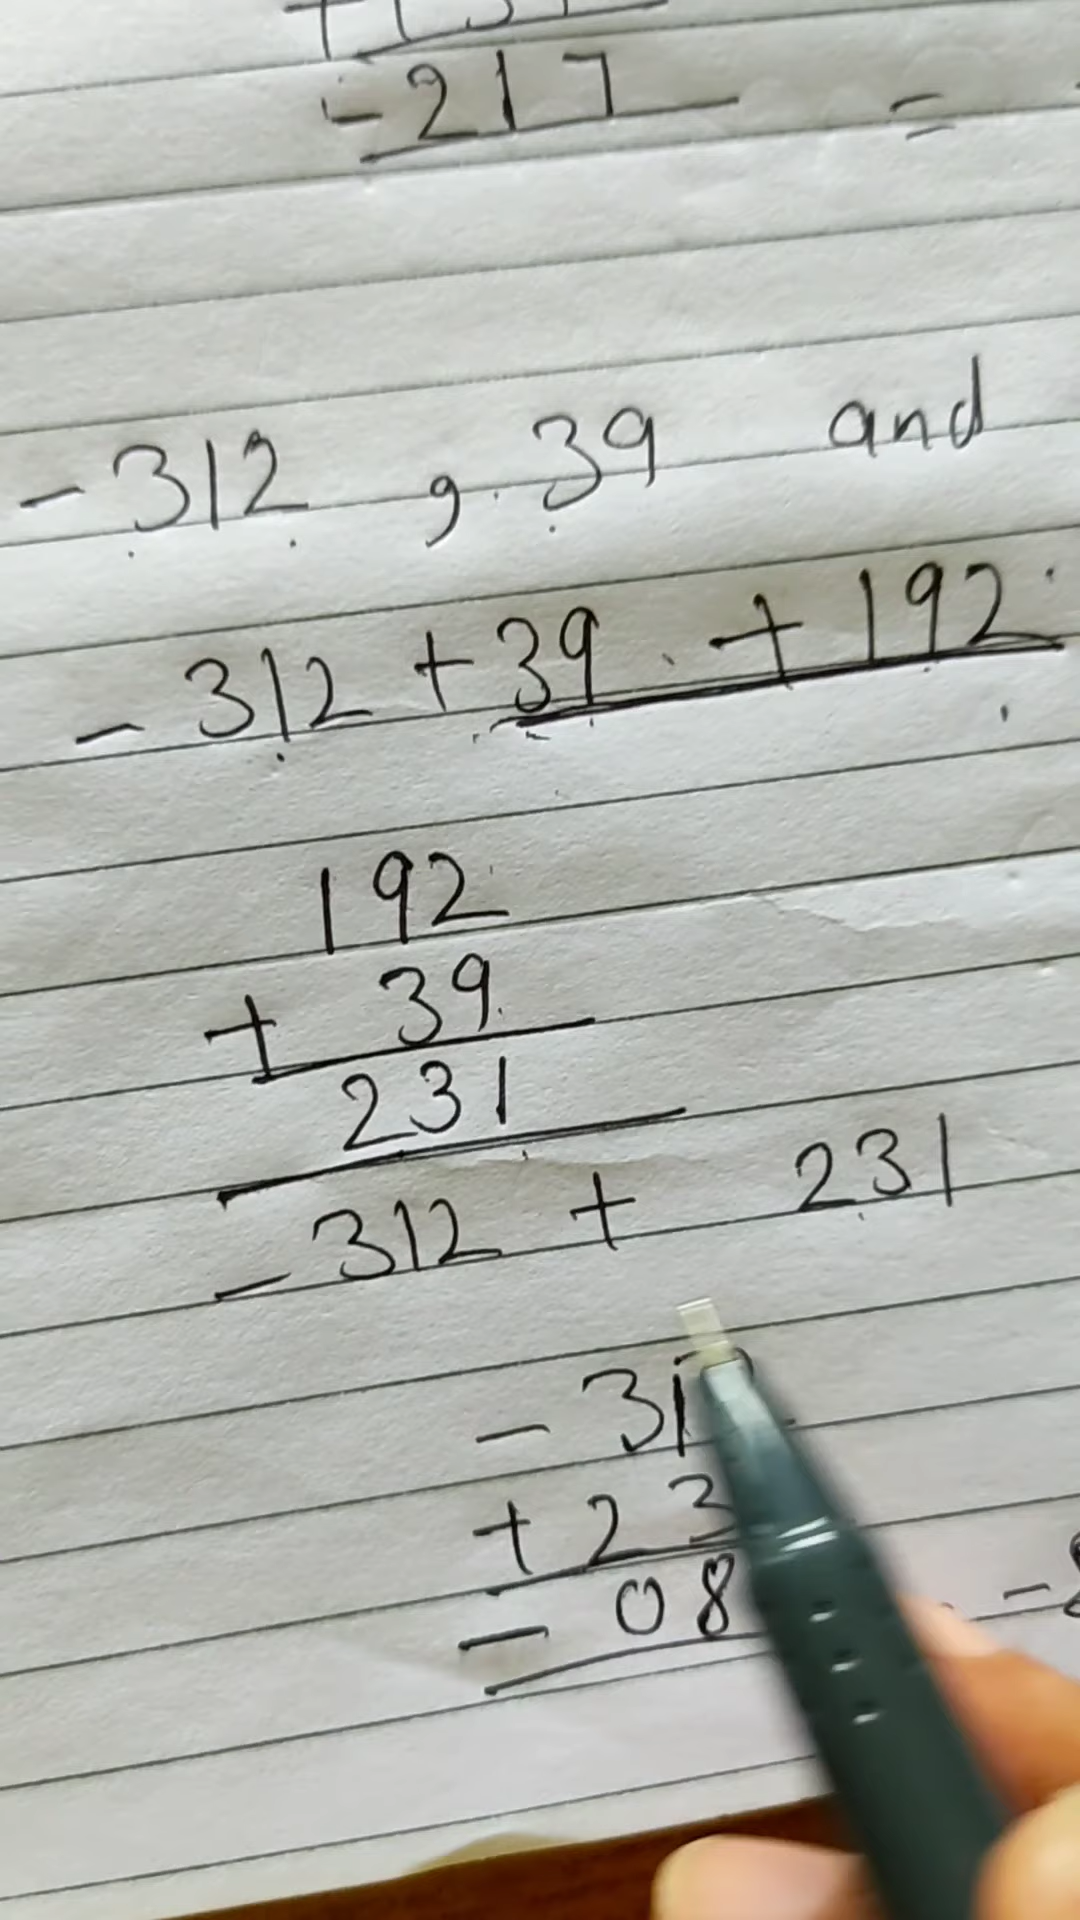 - 217 =
- 312 , 39 and
- 312 + 39 + 192
192
+ 39
231
- 312 + 231
- 31
+ 23
- 08